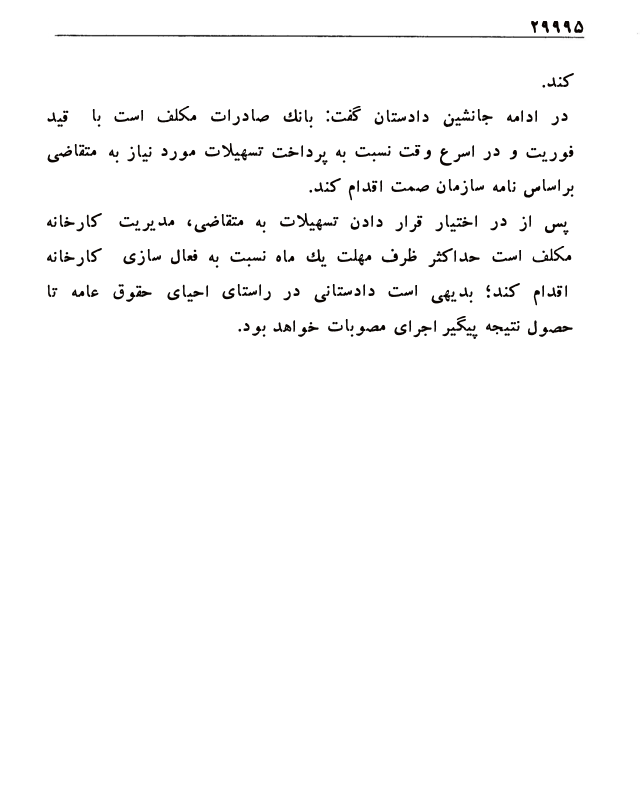 ۲۹۹۹۵
کند.
در ادامه جانشین دادستان گفت: بانك صادرات مکلف است با قید
فوریت و در اسرع وقت نسبت به پرداخت تسهیلات مورد نیاز به متقاضی
براساس نامه سازمان صمت اقدام کند.
پس از در اختیار قرار دادن تسهیلات به متقاضی، مدیریت کارخانه
مکلف است حداکثر ظرف مهلت یك ماه نسبت به فعال سازی کارخانه
اقدام کند؛ بدیهی است دادستانی در راستای احیای حقوق عامه تا
حصول نتیجه پیگیر اجرای مصوبات خواهد بود.